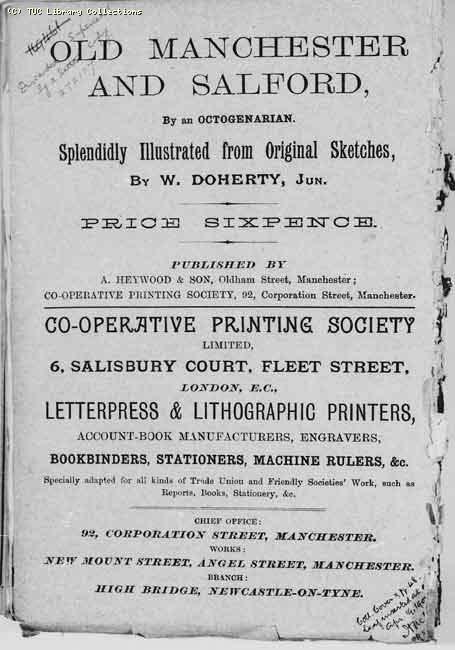 (C) TUC Library Collections
OLD MANCHESTER
AND SALFORD,
By an OCTOGENARIAN.
Splendidly Illustrated from Original Sketches,
By W. DOHERTY, Jun.
PRICE SIXPENCE.
PUBLISHED BY
A. HEYWOOD & SON, Oldham Street, Manchester;
CO-OPERATIVE PRINTING SOCIETY, 92, Corporation Street, Manchester.
CO-OPERATIVE PRINTING SOCIETY
LIMITED,
6, SALISBURY COURT, FLEET STREET,
LONDON, E.C.,
LETTERPRESS & LITHOGRAPHIC PRINTERS,
ACCOUNT-BOOK MANUFACTURERS, ENGRAVERS,
BOOKBINDERS, STATIONERS, MACHINE RULERS, &c.
Specially adapted for all kinds of Trade Union and Friendly Societies' Work, such as
Reports, Books, Stationery, &c.
CHIEF OFFICE:
92, CORPORATION STREET, MANCHESTER.
WORKS:
NEW MOUNT STREET, ANGEL STREET, MANCHESTER.
BRANCH:
HIGH BRIDGE, NEWCASTLE-ON-TYNE.